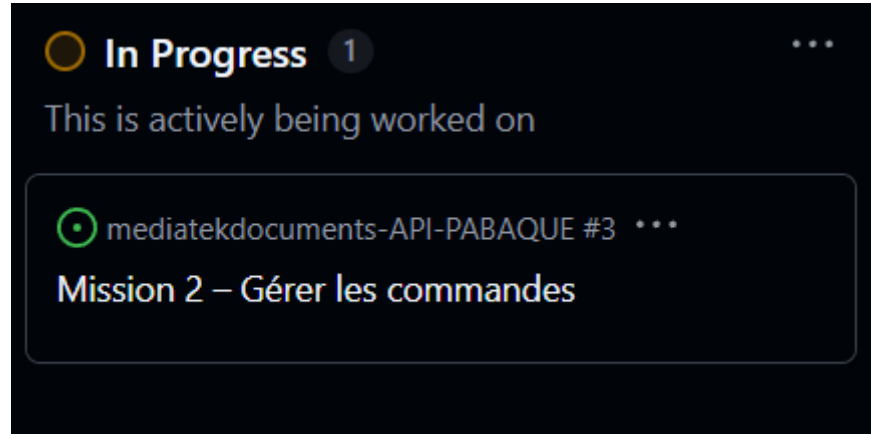 In Progress 1
This is actively being worked on
mediatekdocuments-API-PABAQUE #3
Mission 2 – Gérer les commandes